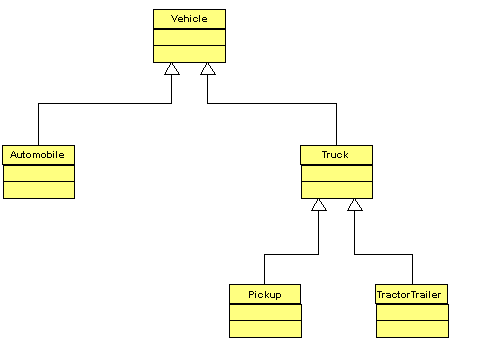 Vehicle
Automobile
Truck
Pickup
TractorTrailer